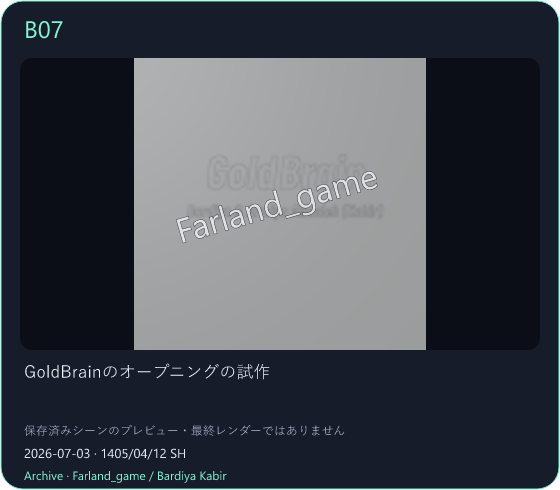 B07
GoldBrain
Farland_game
GoldBrainのオープニングの試作
保存済みシーンのプレビュー・最終レンダーではありません
2026-07-03 · 1405/04/12 SH
Archive · Farland_game / Bardiya Kabir